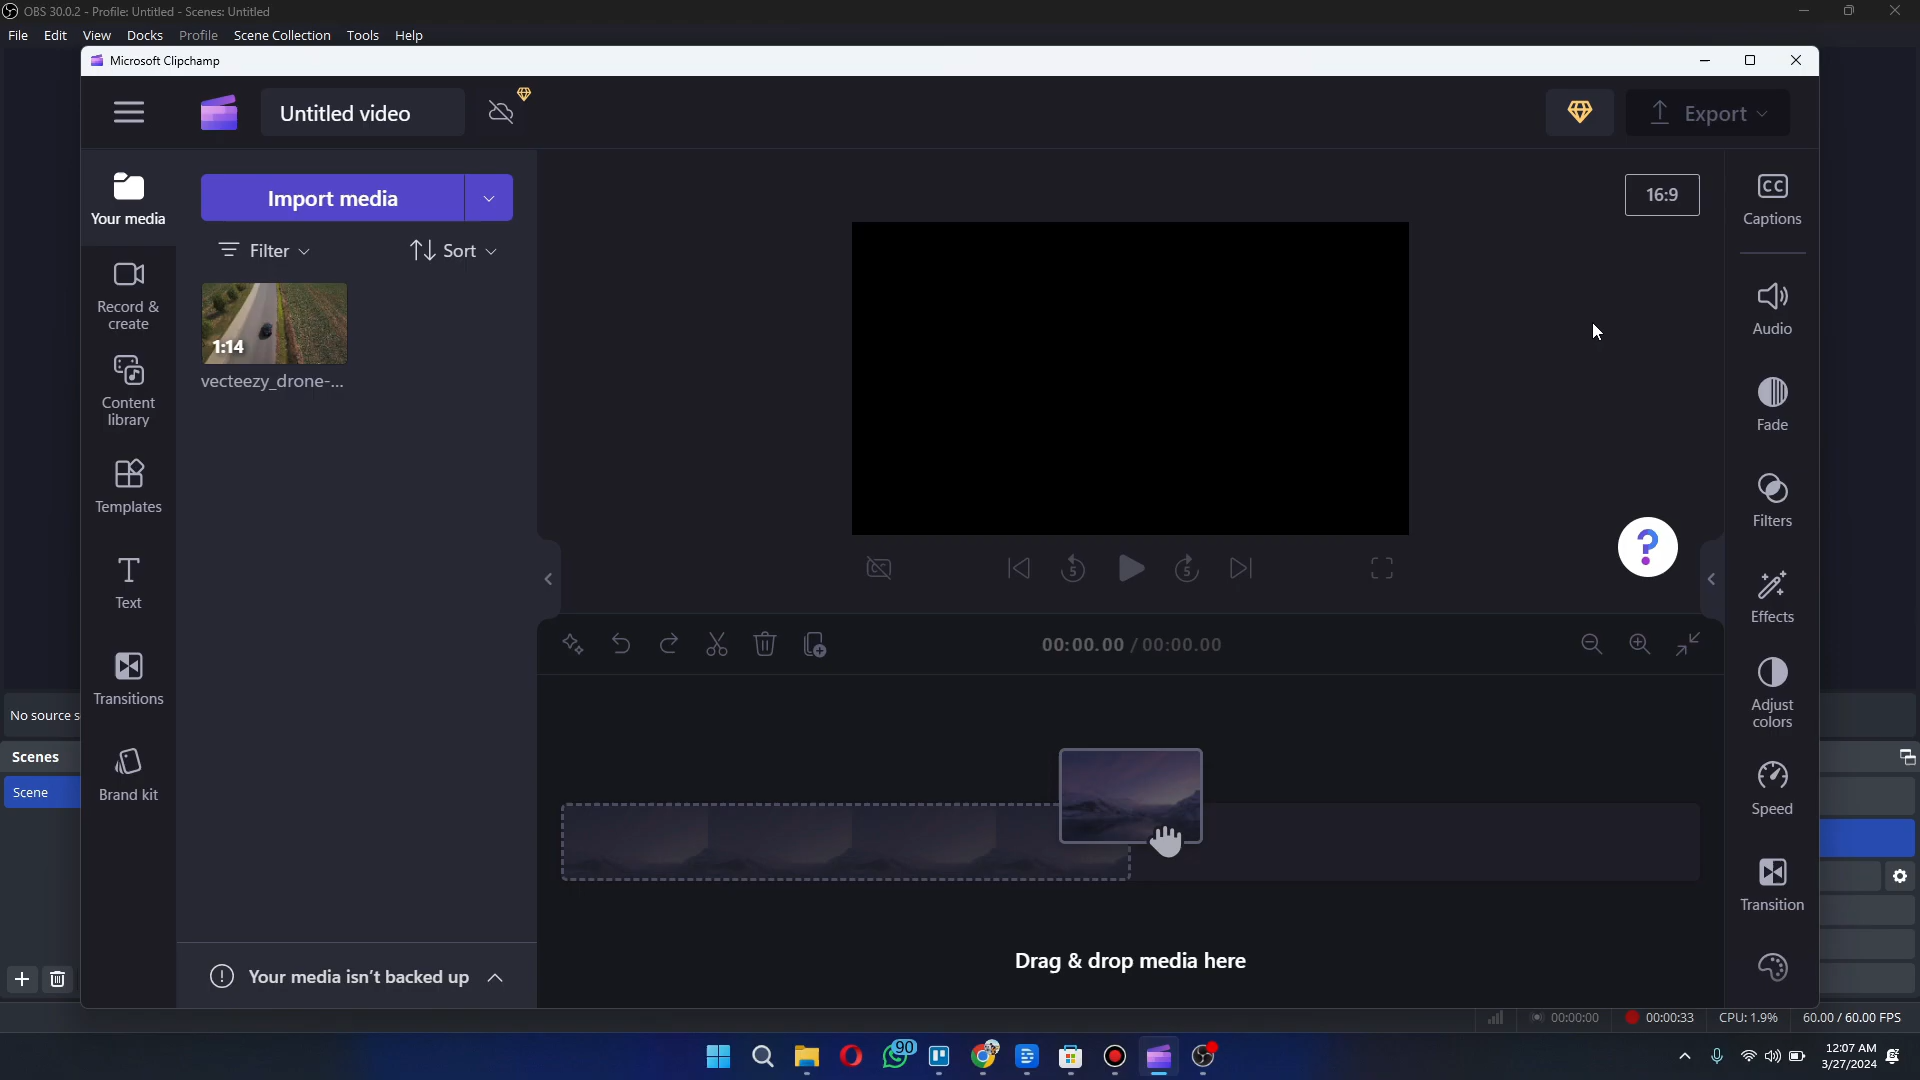 OBS 30.0.2 - Profile: Untitled - Scenes: Untitled
File Edit View Docks Profile Scene Collection Tools Help
Microsoft Clipchamp
Untitled video
Export
Your media
Import media
16:9
Captions
Filter
Sort
Record & create
1:14
vecteezy_drone-...
Audio
Content library
Fade
Templates
Filters
?
CC
5
5
Text
Effects
00:00.00 / 00:00.00
Transitions
Adjust colors
No source s
Scenes
Scene
Brand kit
Speed
Transition
Drag & drop media here
Your media isn't backed up
00:00:00
00:00:33
CPU: 1.9%
60.00 / 60.00 FPS
90
12:07 AM
3/27/2024